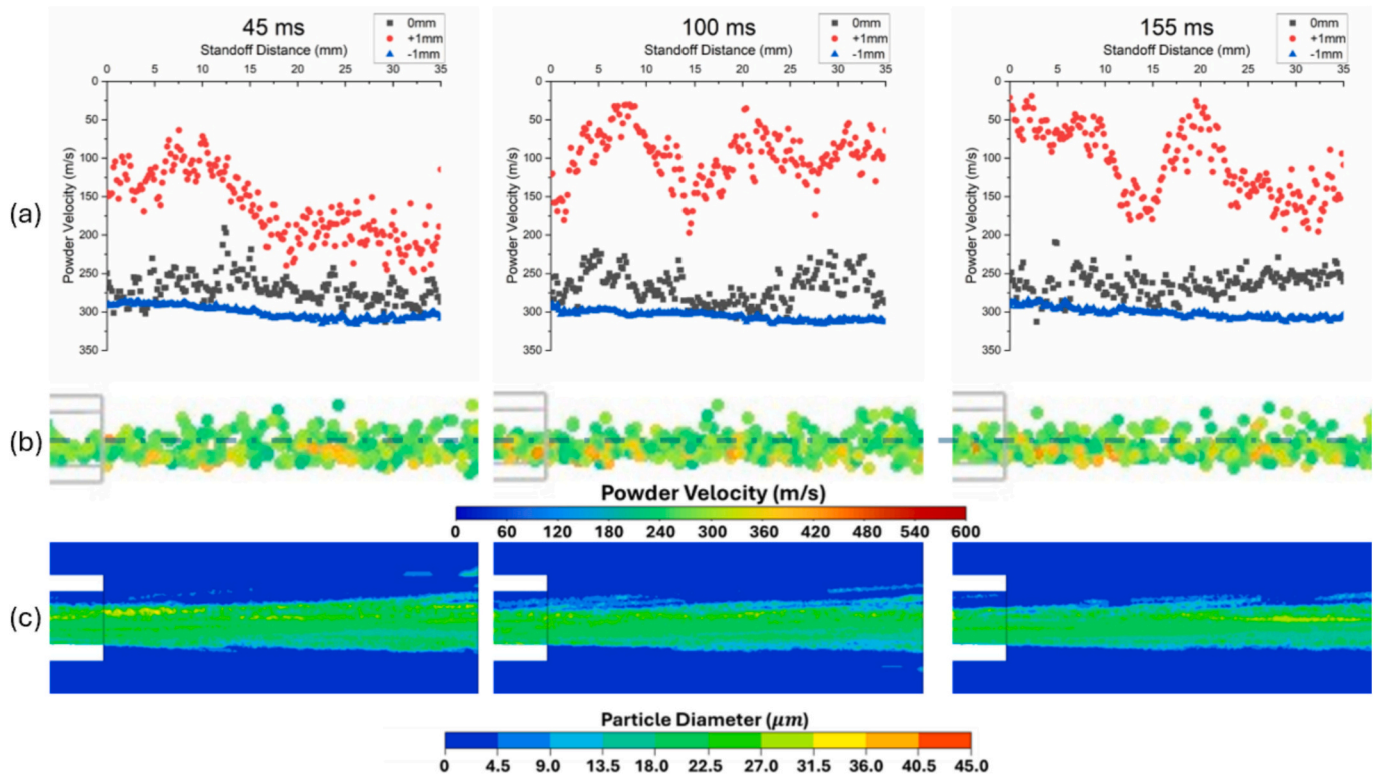 45 ms
Standoff Distance (mm)
0mm
+1mm
-1mm
0 5 10 15 20 25 30 35
0
50
100
150
200
250
300
350
Powder Velocity (m/s)
100 ms
Standoff Distance (mm)
0mm
+1mm
-1mm
0 5 10 15 20 25 30 35
0
50
100
150
200
250
300
350
Powder Velocity (m/s)
155 ms
Standoff Distance (mm)
0mm
+1mm
-1mm
0 5 10 15 20 25 30 35
0
50
100
150
200
250
300
350
Powder Velocity (m/s)
(a)
(b)
Powder Velocity (m/s)
0 60 120 180 240 300 360 420 480 540 600
(c)
Particle Diameter (μm)
0 4.5 9.0 13.5 18.0 22.5 27.0 31.5 36.0 40.5 45.0